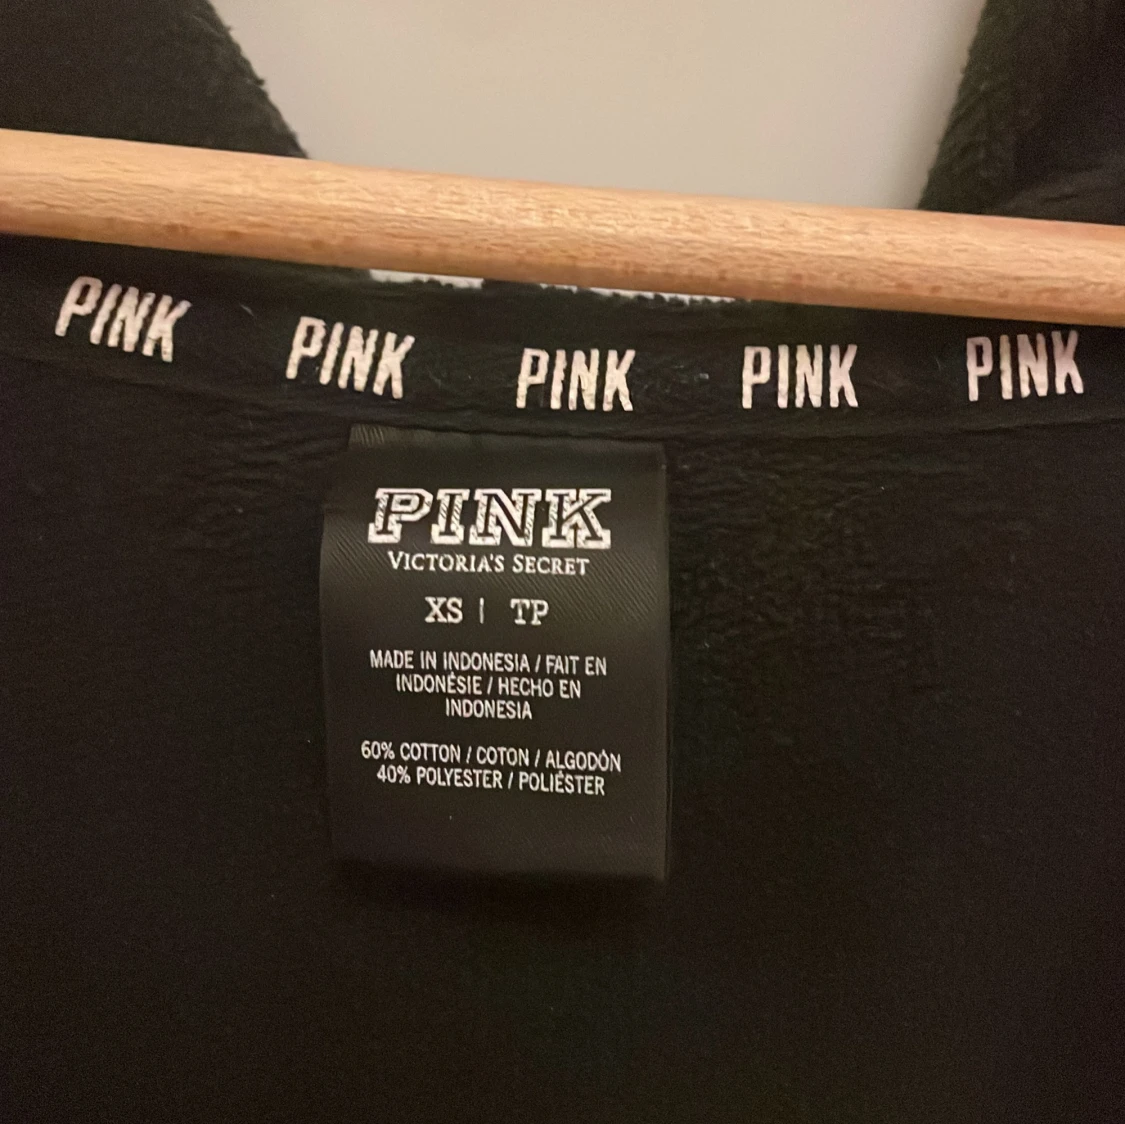 PINK PINK PINK PINK PINK
PINK
VICTORIA'S SECRET
XS | TP
MADE IN INDONESIA / FAIT EN
INDONÉSIE / HECHO EN
INDONESIA
60% COTTON / COTON / ALGODÓN
40% POLYESTER / POLIÉSTER